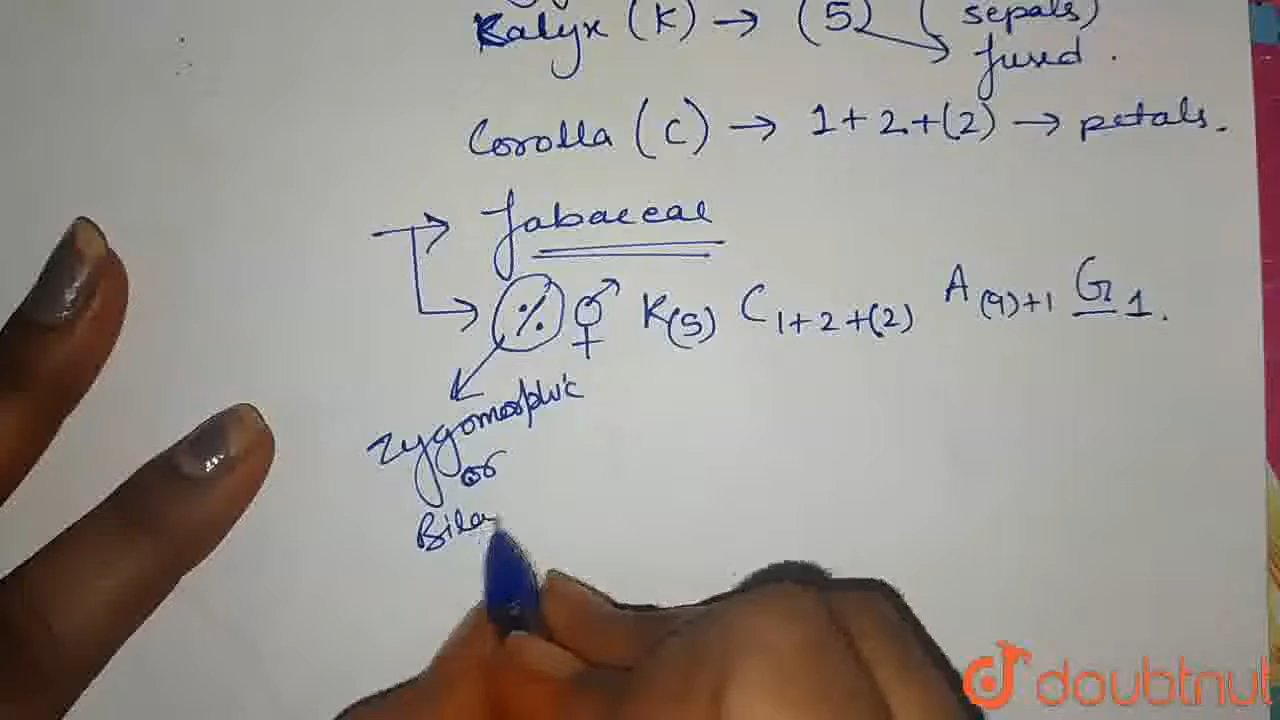 Kalyx (K) → (5) (sepals)
fused.
Corolla (C) → 1+2+(2) → petals.
→ fabaceae
→ % ⚥ K(5) C1+2+(2) A(9)+1 G1.
zygomorphic
or
Bila
doubtnut